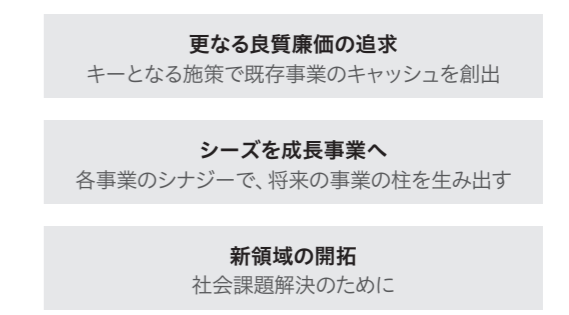 更なる良質廉価の追求
キーとなる施策で既存事業のキャッシュを創出
シーズを成長事業へ
各事業のシナジーで、将来の事業の柱を生み出す
新領域の開拓
社会課題解決のために